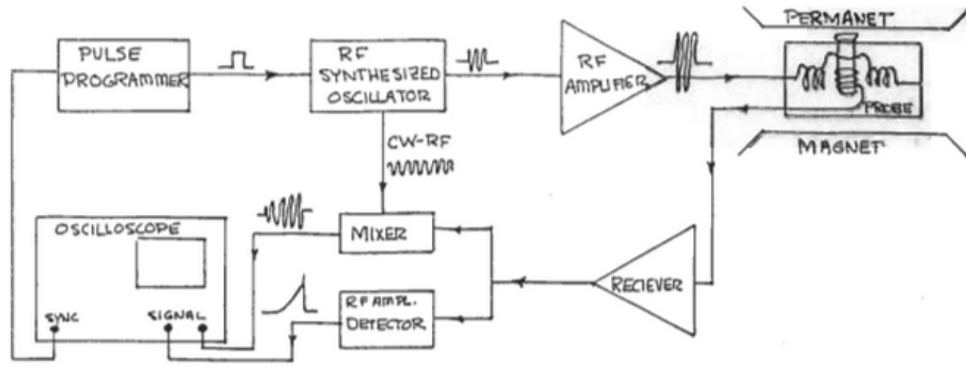 PULSE
PROGRAMMER
RF
SYNTHESIZED
OSCILLATOR
RF
AMPLIFIER
PERMANET
PROBE
MAGNET
CW-RF
OSCILLOSCOPE
SYNC
SIGNAL
MIXER
RF AMPL.
DETECTOR
RECIEVER